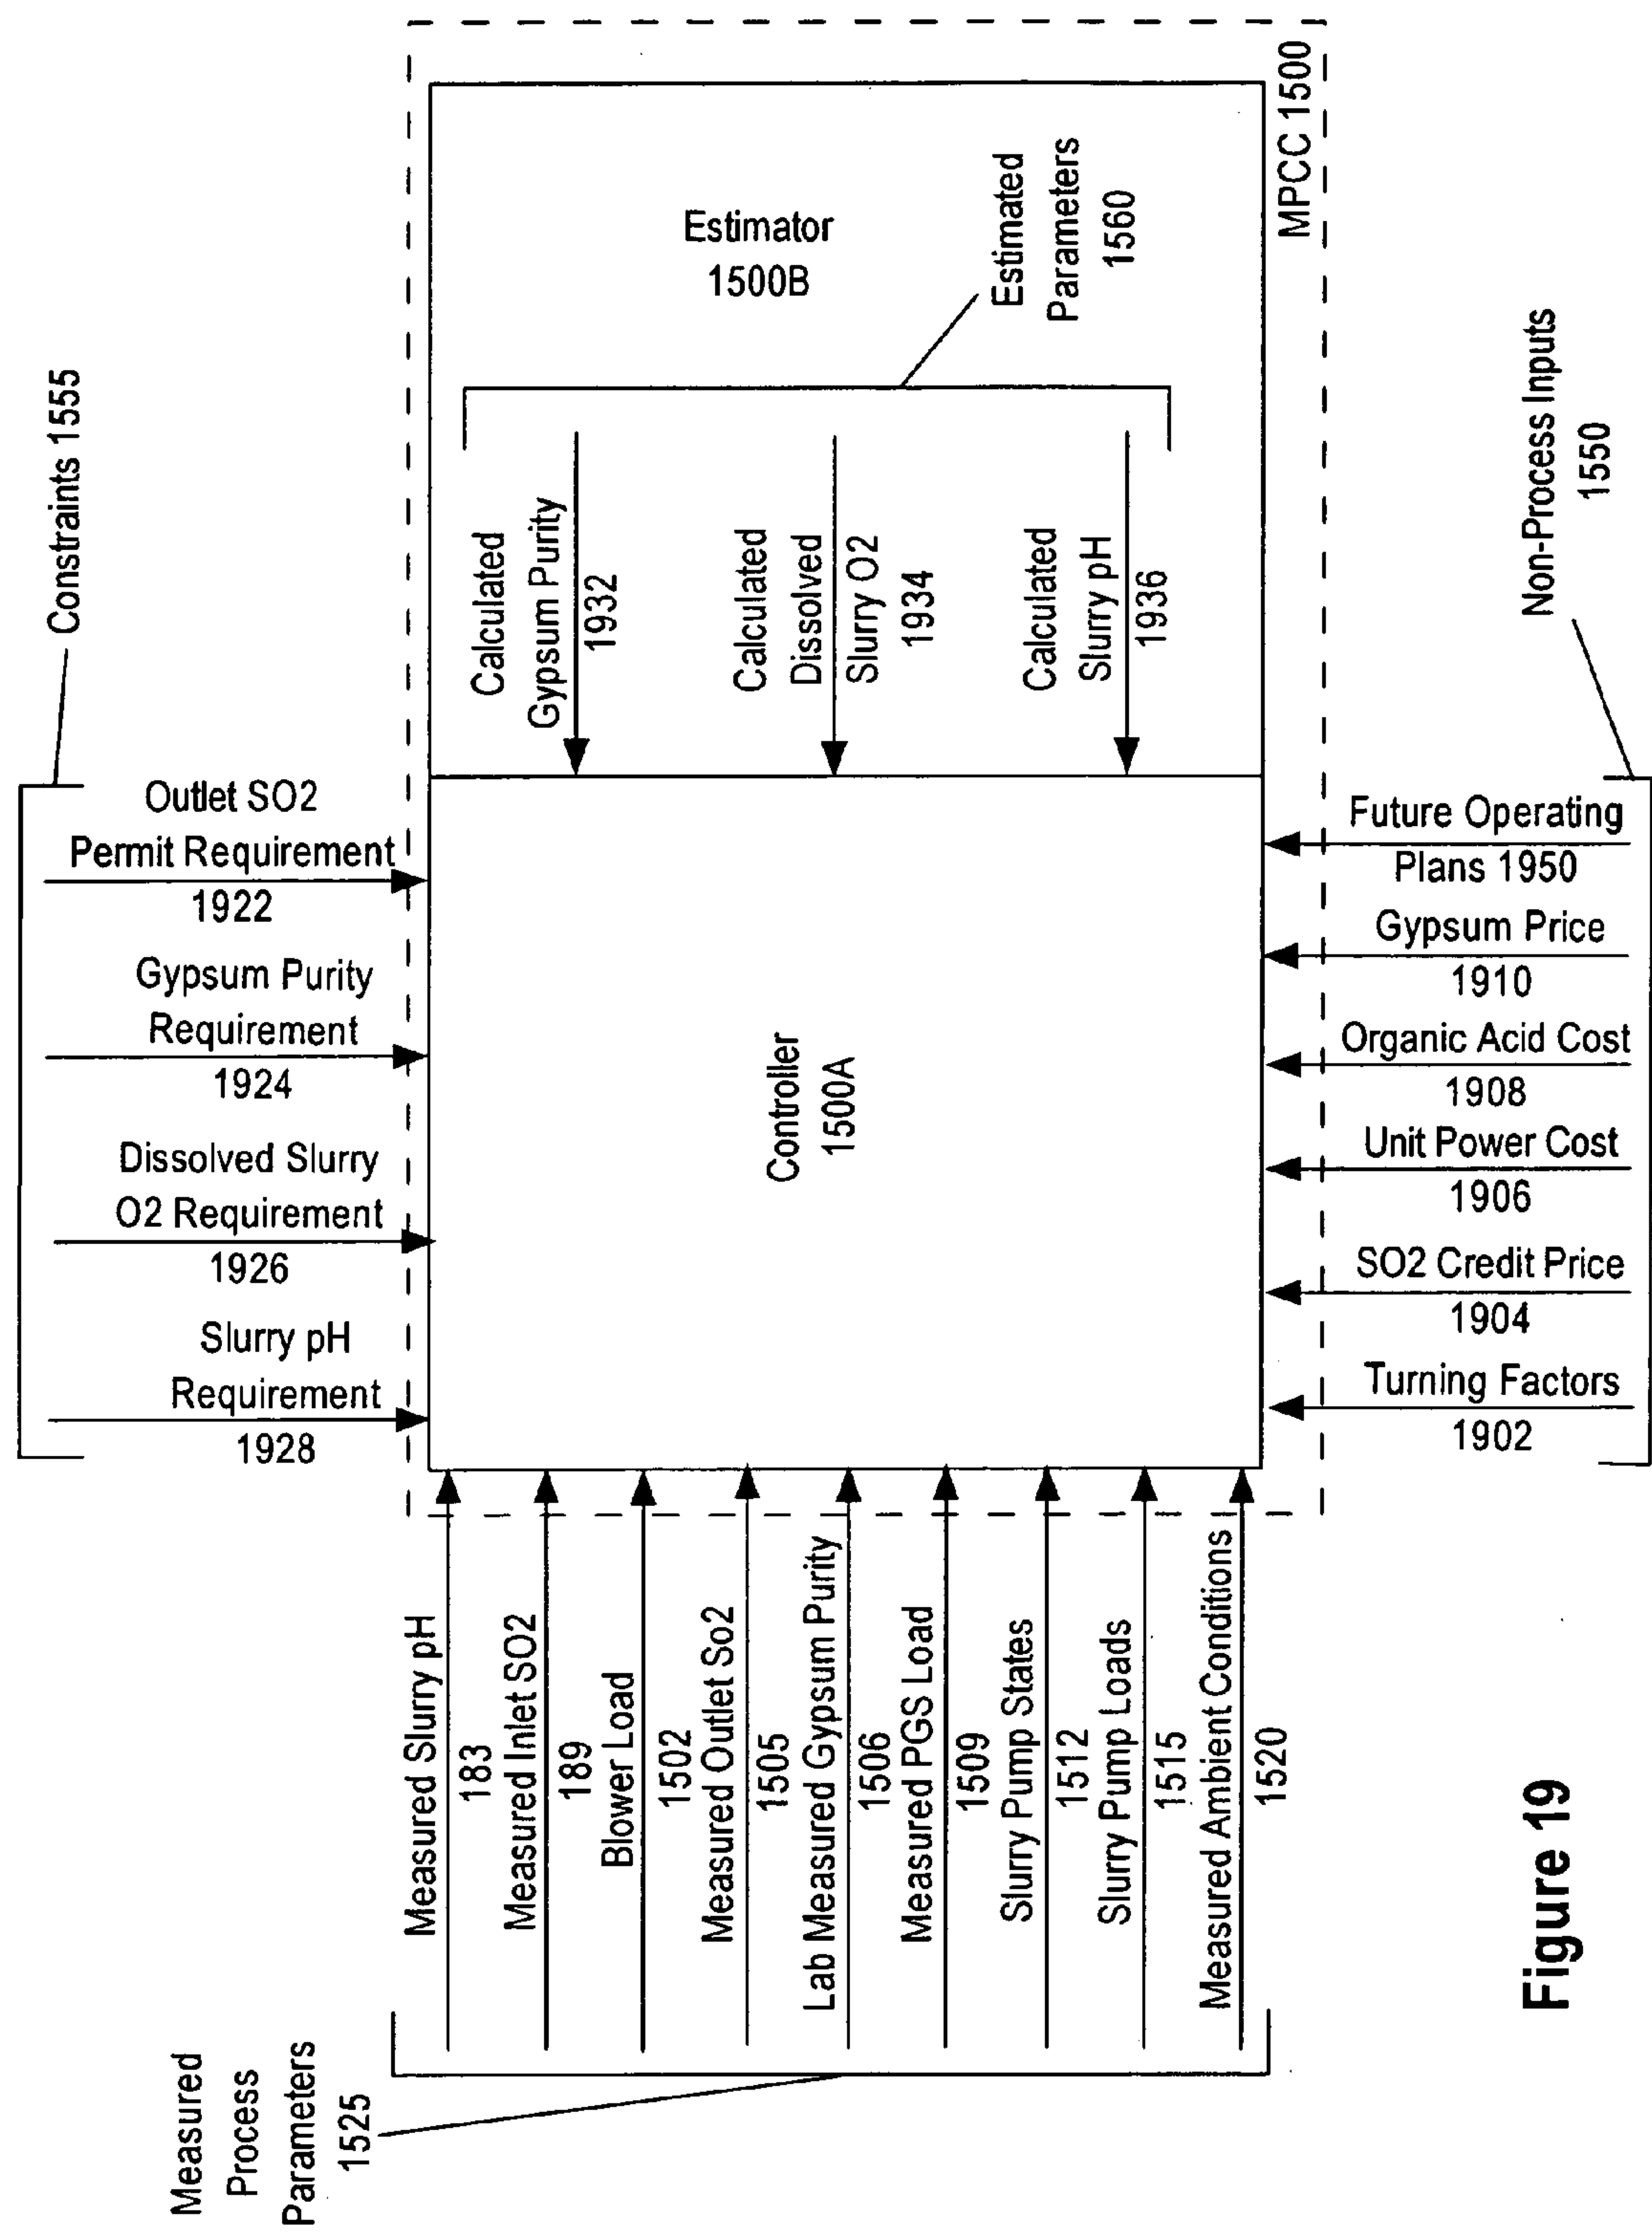 Constraints 1555
Outlet SO2
Permit Requirement
1922
Gypsum Purity
Requirement
1924
Dissolved Slurry
O2 Requirement
1926
Slurry pH
Requirement
1928
Estimator
1500B
Estimated
Parameters
1560
MPCC 1500
Calculated
Gypsum Purity
1932
Calculated
Dissolved
Slurry O2
1934
Calculated
Slurry pH
1936
Controller
1500A
Non-Process Inputs
1550
Future Operating
Plans 1950
Gypsum Price
1910
Organic Acid Cost
1908
Unit Power Cost
1906
SO2 Credit Price
1904
Turning Factors
1902
Measured
Process
Parameters
1525
Measured Slurry pH
183
Measured Inlet SO2
189
Blower Load
1502
Measured Outlet So2
1505
Lab Measured Gypsum Purity
1506
Measured PGS Load
1509
Slurry Pump States
1512
Slurry Pump Loads
1515
Measured Ambient Conditions
1520
Figure 19